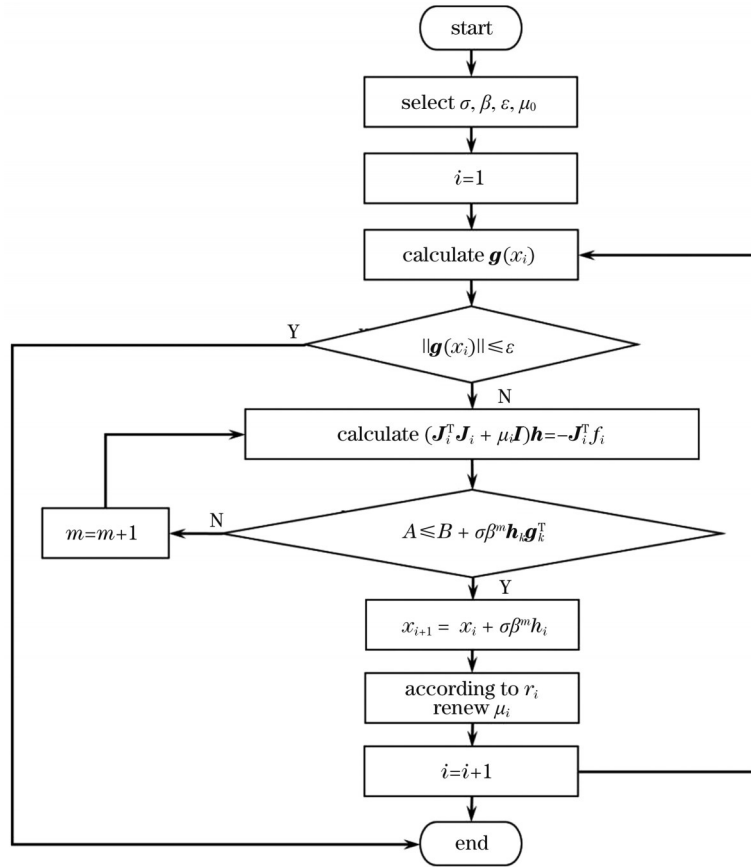 start
select σ, β, ε, μ₀
i=1
calculate g(xᵢ)
Y
||g(xᵢ)||⩽ε
N
calculate (JᵢᵀJᵢ + μᵢI)h=−Jᵢᵀfᵢ
m=m+1
N
A⩽B + σβᵐhₖgₖᵀ
Y
xᵢ₊₁ = xᵢ + σβᵐhᵢ
according to rᵢ
renew μᵢ
i=i+1
end